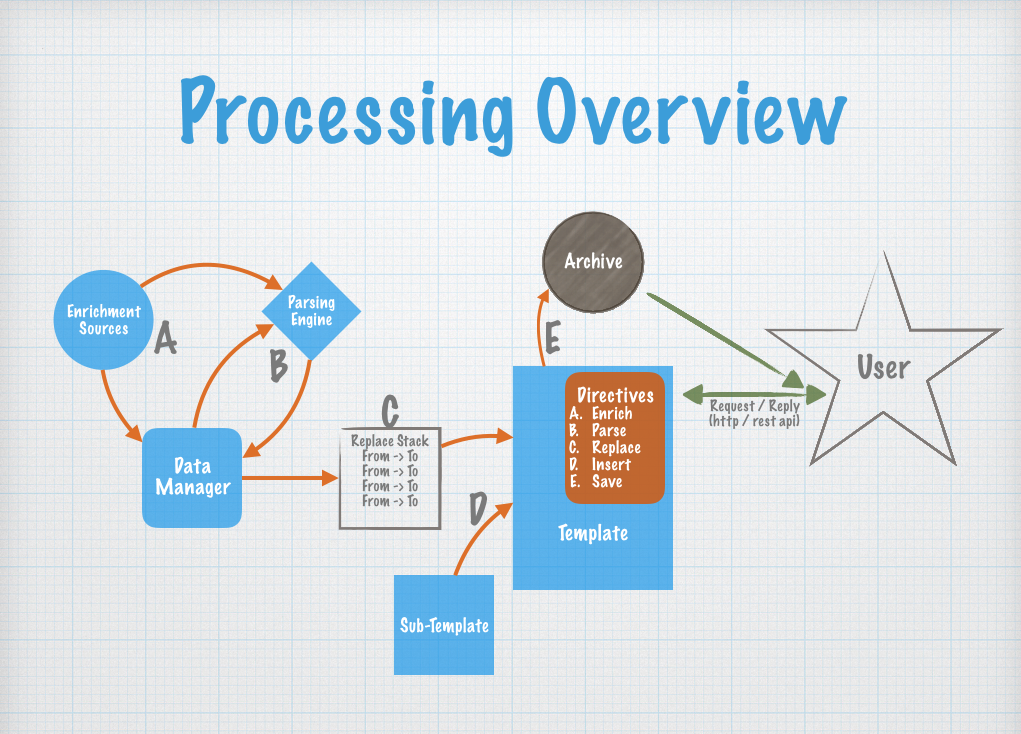 Processing Overview
Archive
Enrichment
Sources
A
Parsing
Engine
B
E
User
Directives
A. Enrich
B. Parse
C. Replace
D. Insert
E. Save
Request / Reply
(http / rest api)
C
Replace Stack
From -> To
From -> To
From -> To
From -> To
Data
Manager
D
Template
Sub-Template